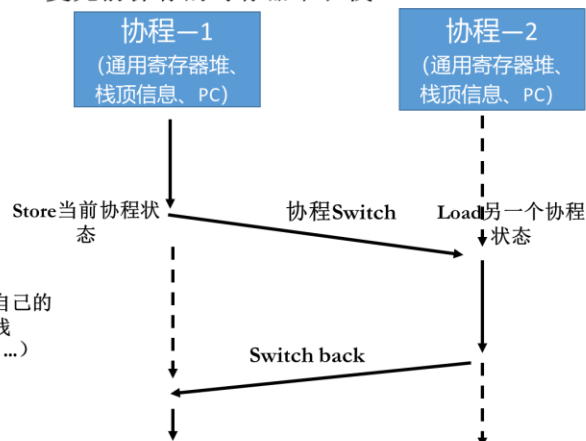 协程—1
(通用寄存器堆、
栈顶信息、PC)
协程—2
(通用寄存器堆、
栈顶信息、PC)
Store当前协程状
态
协程Switch
Load另一个协程
状态
自己的
栈
...)
Switch back